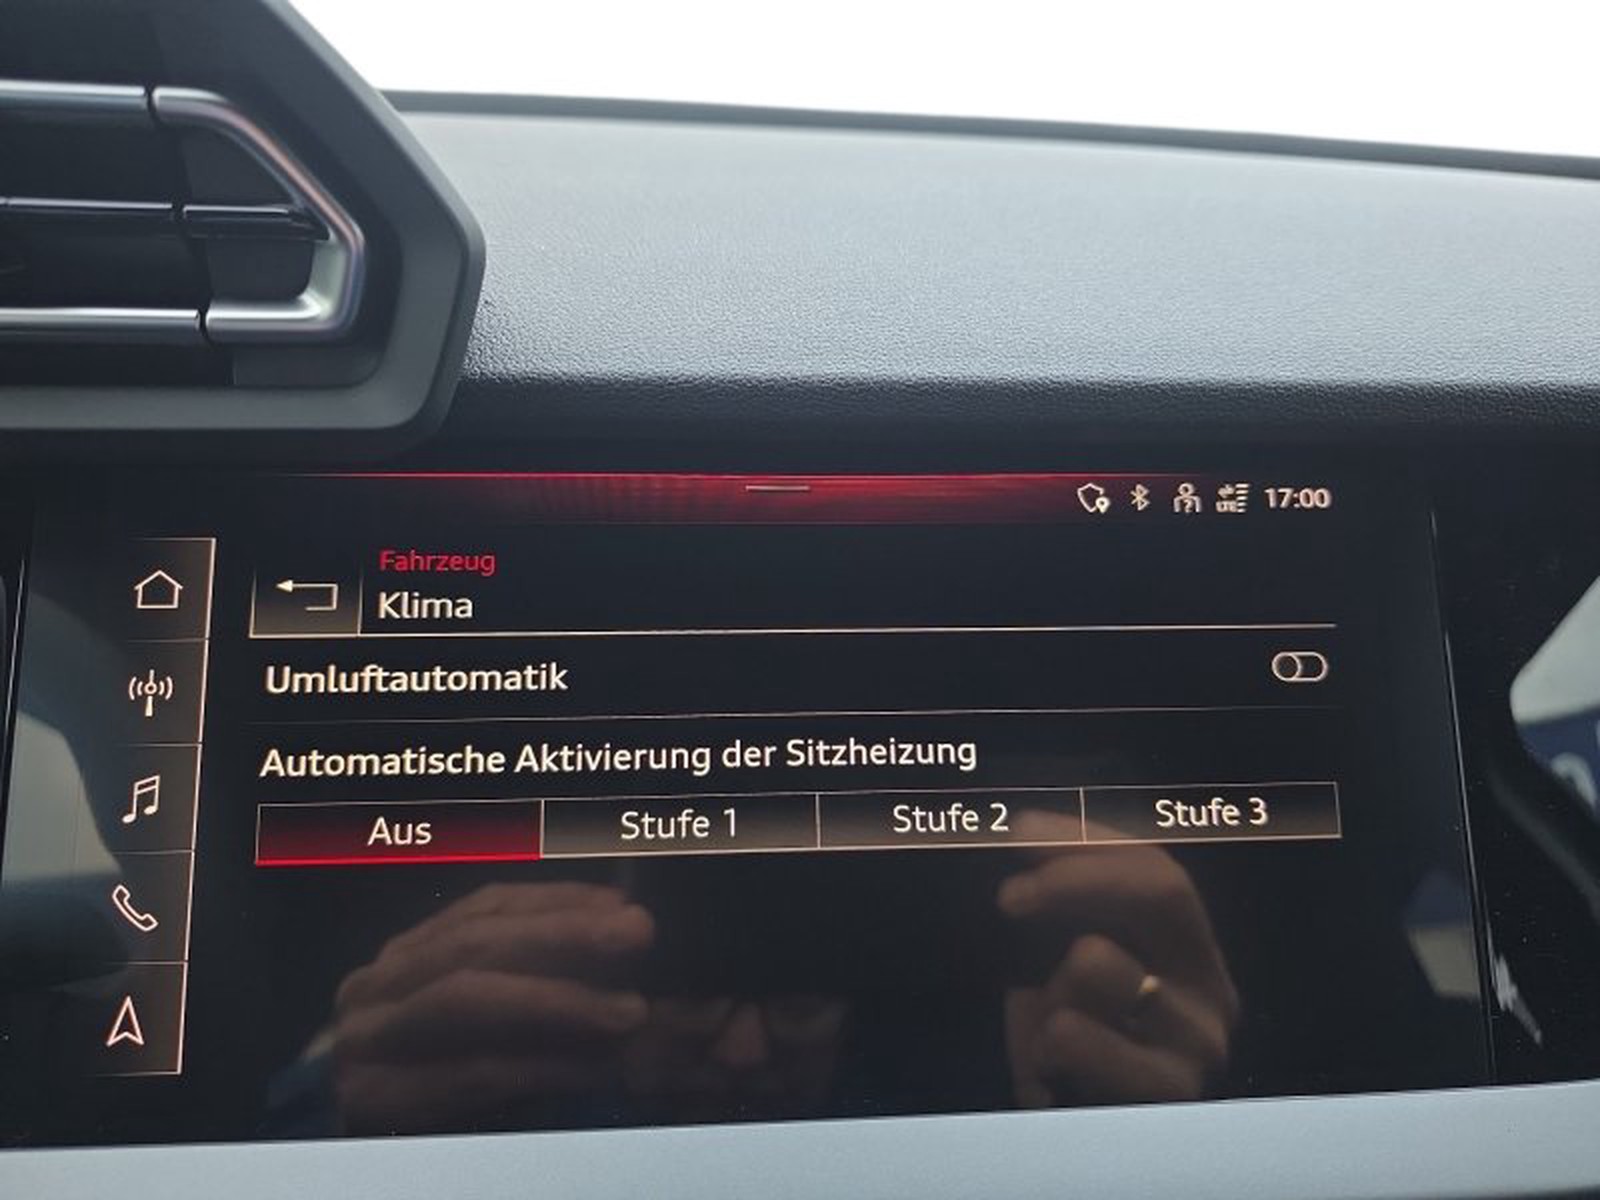 17:00
Fahrzeug
Klima
Umluftautomatik
Automatische Aktivierung der Sitzheizung
Aus Stufe 1 Stufe 2 Stufe 3